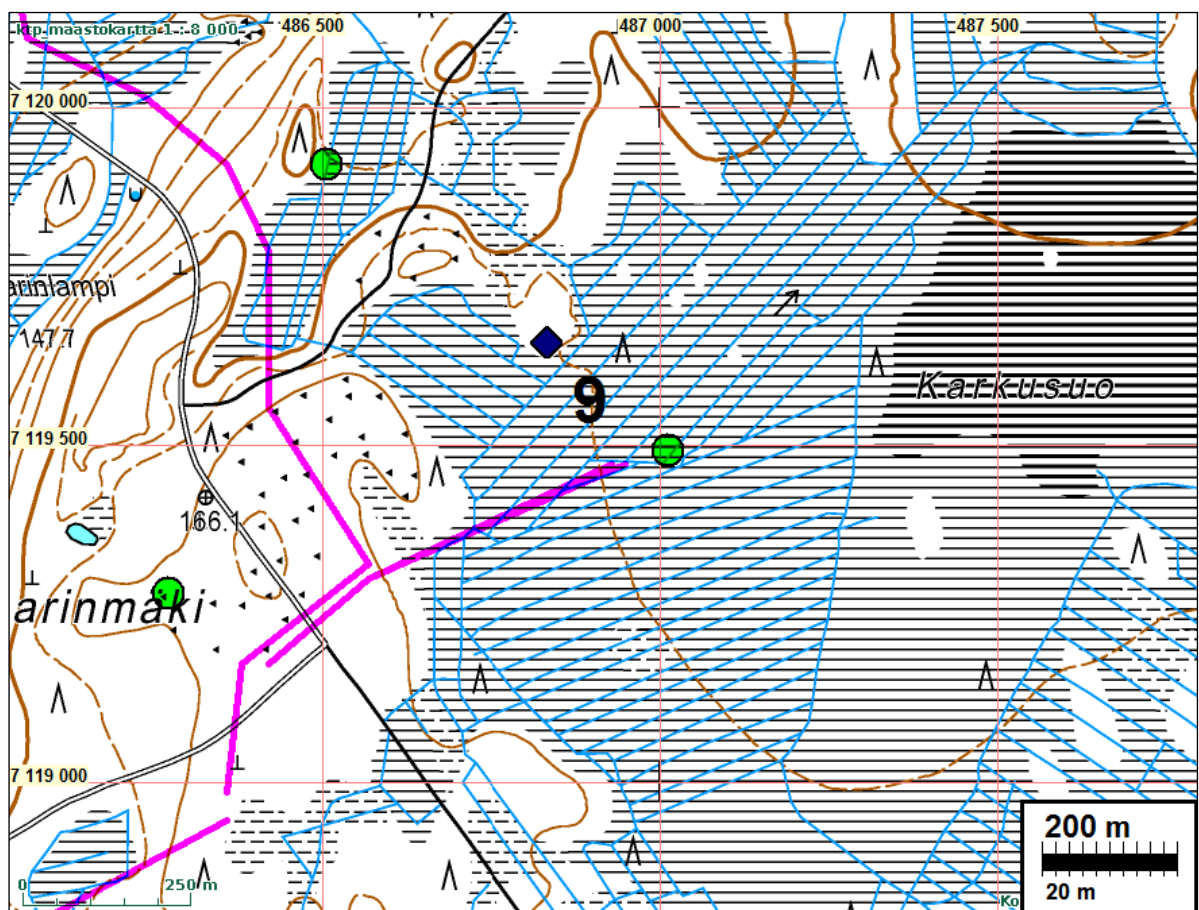 ktp_maastokartta 1 : 8 000
486 500
487 000
487 500
7 120 000
arinlampi
147.7
Karkusuo
9
7 119 500
166.1
arinmäki
7 119 000
200 m
20 m
0 250 m
Ko